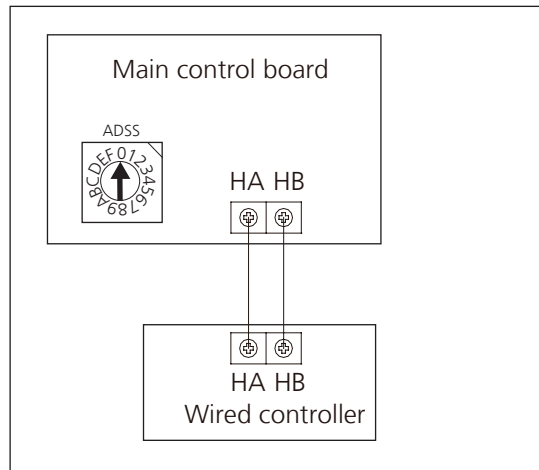 Main control board
ADSS
0123456789ABCDEF
HA HB
HA HB
Wired controller